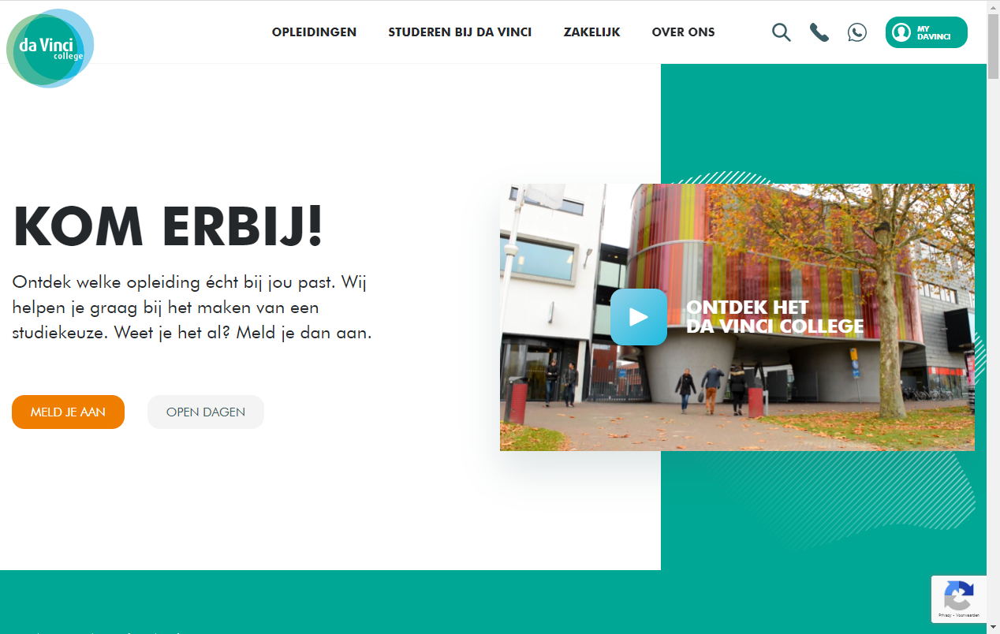 da Vinci
college
OPLEIDINGEN
STUDEREN BIJ DA VINCI
ZAKELIJK
OVER ONS
MY
DAVINCI
KOM ERBIJ!
Ontdek welke opleiding écht bij jou past. Wij
helpen je graag bij het maken van een
studiekeuze. Weet je het al? Meld je dan aan.
MELD JE AAN
OPEN DAGEN
ONTDEK HET
DA VINCI COLLEGE
Privacy - Voorwaarden